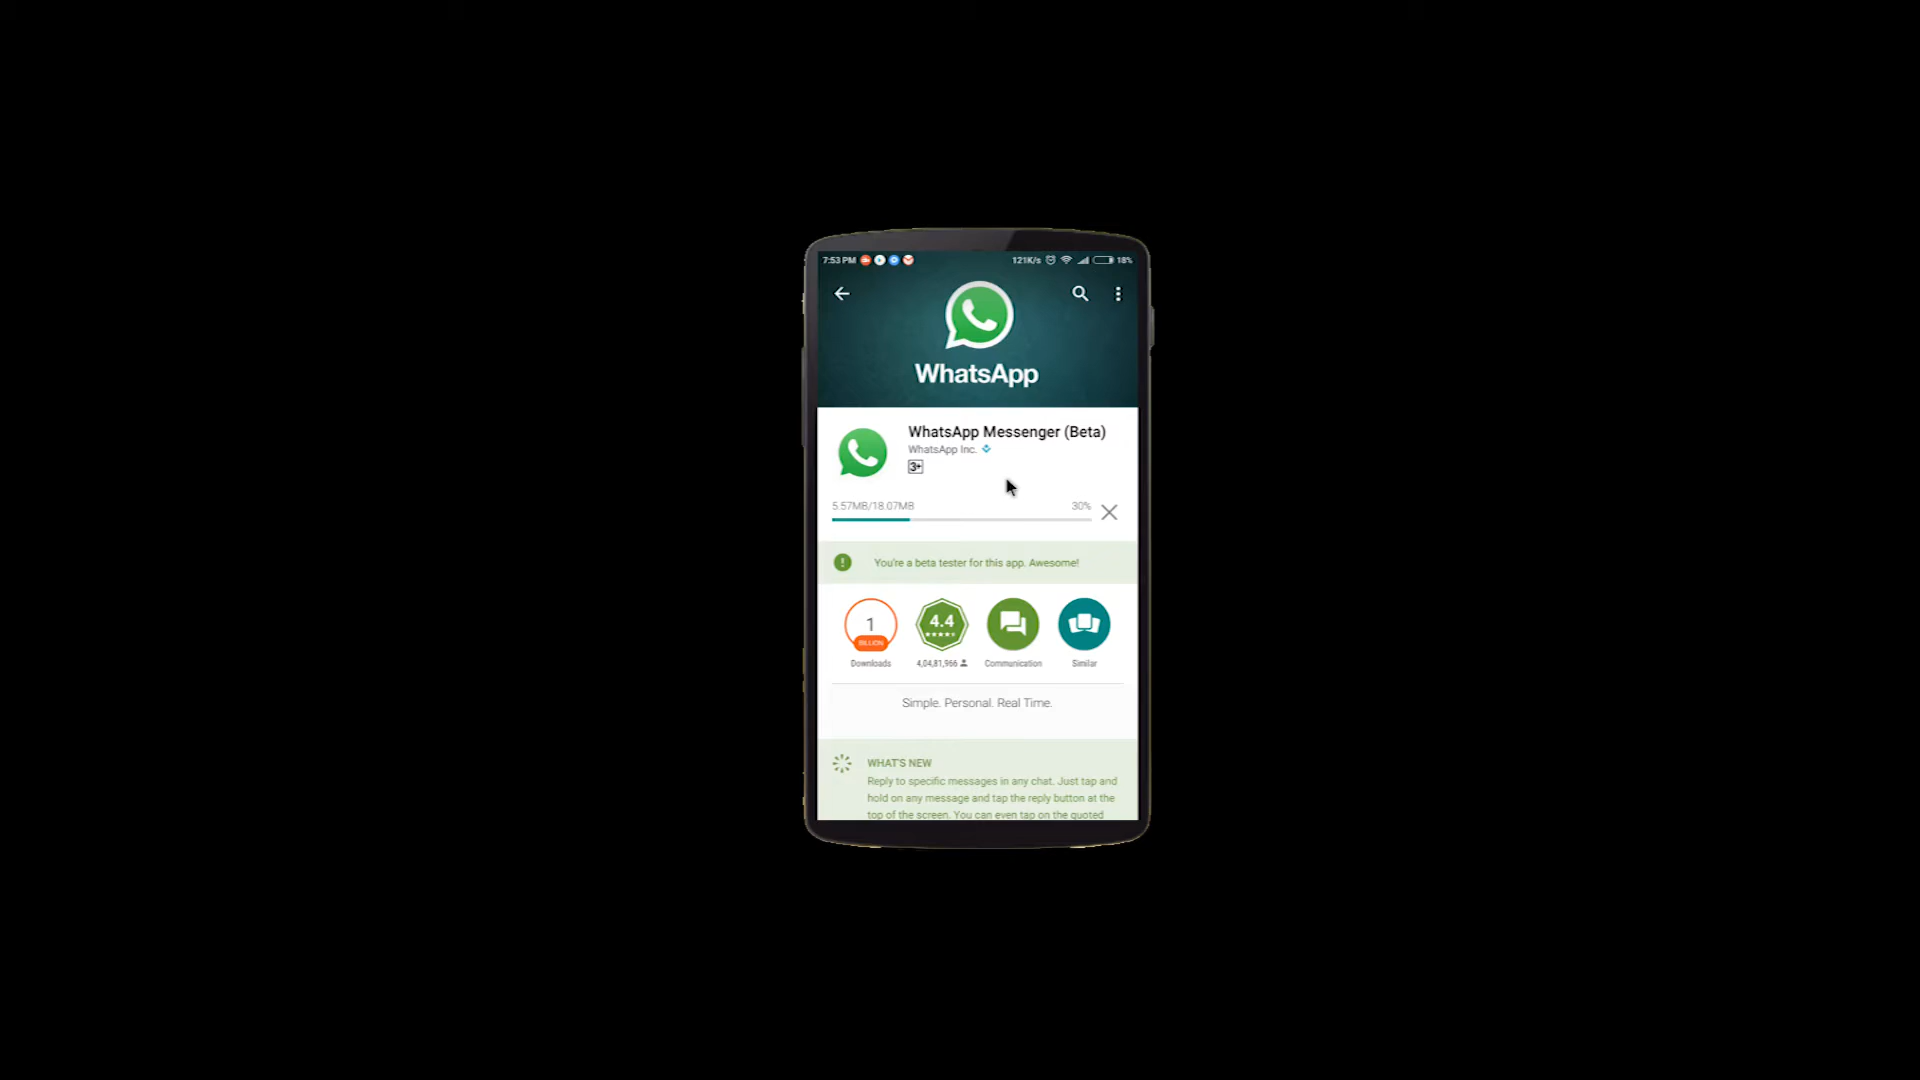 7:53 PM 121K/s 18%
WhatsApp
WhatsApp Messenger (Beta)
WhatsApp Inc.
3+
5.57MB/18.07MB 30%
You're a beta tester for this app. Awesome!
1 4.4
BILLION
Downloads 4,04,81,966 Communication Similar
Simple. Personal. Real Time.
WHAT'S NEW
Reply to specific messages in any chat. Just tap and
hold on any message and tap the reply button at the
top of the screen. You can even tap on the quoted